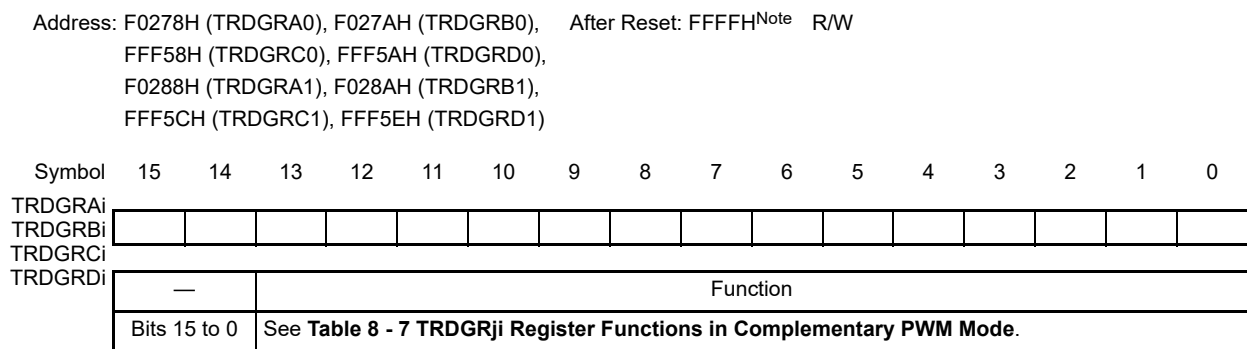 Address: F0278H (TRDGRA0), F027AH (TRDGRB0), After Reset: FFFFH Note R/W
FFF58H (TRDGRC0), FFF5AH (TRDGRD0),
F0288H (TRDGRA1), F028AH (TRDGRB1),
FFF5CH (TRDGRC1), FFF5EH (TRDGRD1)
Symbol 15 14 13 12 11 10 9 8 7 6 5 4 3 2 1 0
TRDGRAi
TRDGRBi
TRDGRCi
TRDGRDi
— Function
Bits 15 to 0 See Table 8 - 7 TRDGRji Register Functions in Complementary PWM Mode.